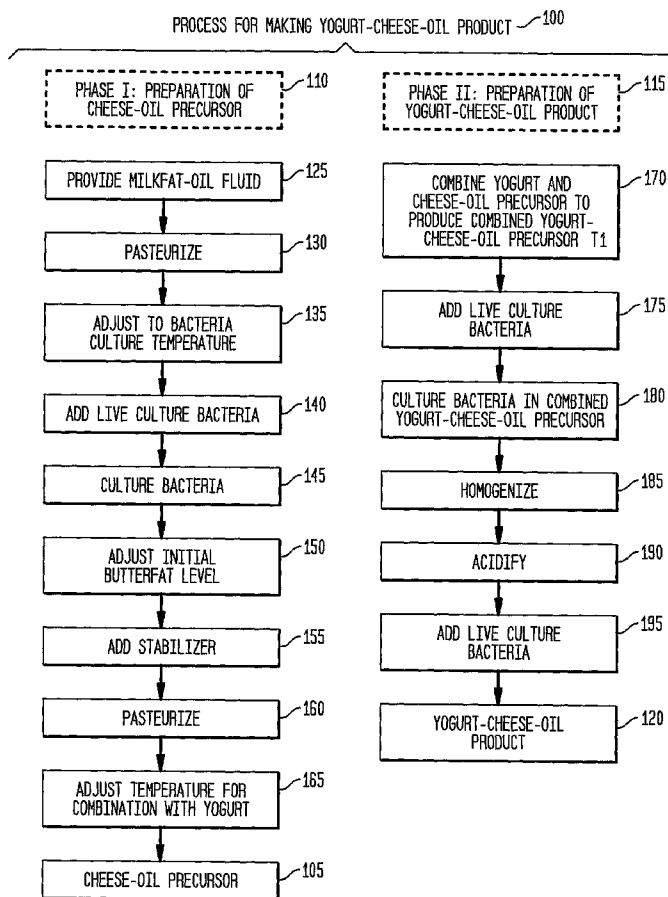 PROCESS FOR MAKING YOGURT-CHEESE-OIL PRODUCT 100
PHASE I: PREPARATION OF
CHEESE-OIL PRECURSOR
110
PROVIDE MILKFAT-OIL FLUID
125
PASTEURIZE
130
ADJUST TO BACTERIA
CULTURE TEMPERATURE
135
ADD LIVE CULTURE BACTERIA
140
CULTURE BACTERIA
145
ADJUST INITIAL
BUTTERFAT LEVEL
150
ADD STABILIZER
155
PASTEURIZE
160
ADJUST TEMPERATURE FOR
COMBINATION WITH YOGURT
165
CHEESE-OIL PRECURSOR
105
PHASE II: PREPARATION OF
YOGURT-CHEESE-OIL PRODUCT
115
COMBINE YOGURT AND
CHEESE-OIL PRECURSOR TO
PRODUCE COMBINED YOGURT-
CHEESE-OIL PRECURSOR T1
170
ADD LIVE CULTURE
BACTERIA
175
CULTURE BACTERIA IN COMBINED
YOGURT-CHEESE-OIL PRECURSOR
180
HOMOGENIZE
185
ACIDIFY
190
ADD LIVE CULTURE
BACTERIA
195
YOGURT-CHEESE-OIL
PRODUCT
120